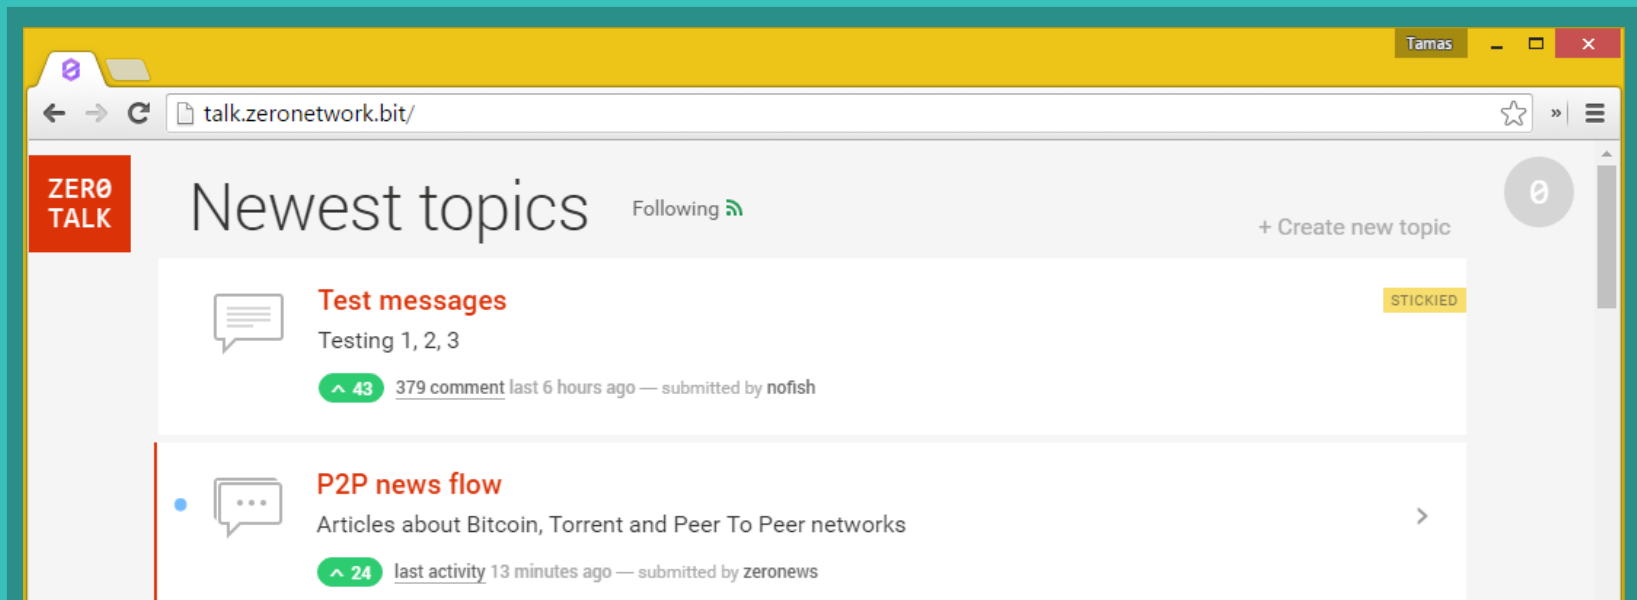 Tamas
talk.zeronetwork.bit/
»
ZER0
TALK
Newest topics Following
0
+ Create new topic
Test messages
STICKIED
Testing 1, 2, 3
43 379 comment last 6 hours ago — submitted by nofish
P2P news flow
Articles about Bitcoin, Torrent and Peer To Peer networks
24 last activity 13 minutes ago — submitted by zeronews